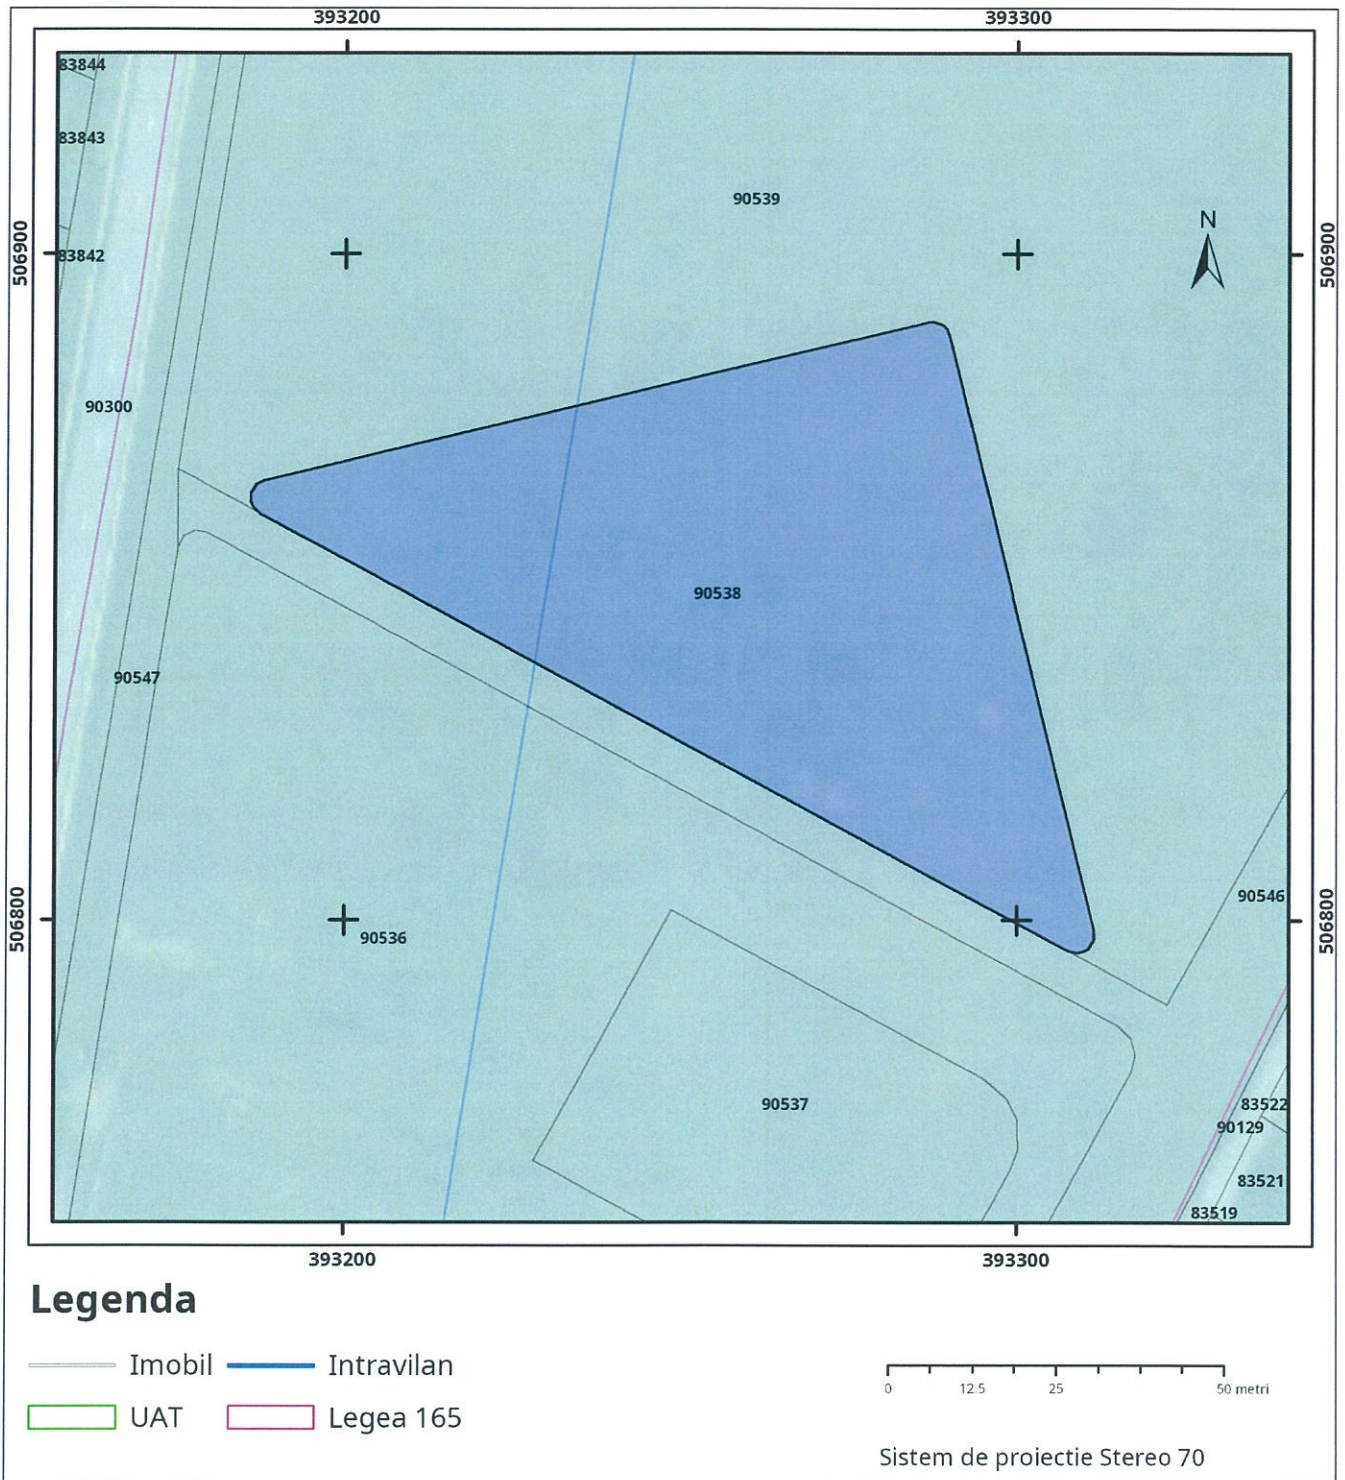 393200 393300
83844
83843
90539
N
506900 83842 506900
90300
90538
90547
90546
506800 90536 506800
90537
83522
90129
83521
83519
393200 393300
Legenda
Imobil Intravilan
UAT Legea 165
0 12.5 25 50 metri
Sistem de proiectie Stereo 70